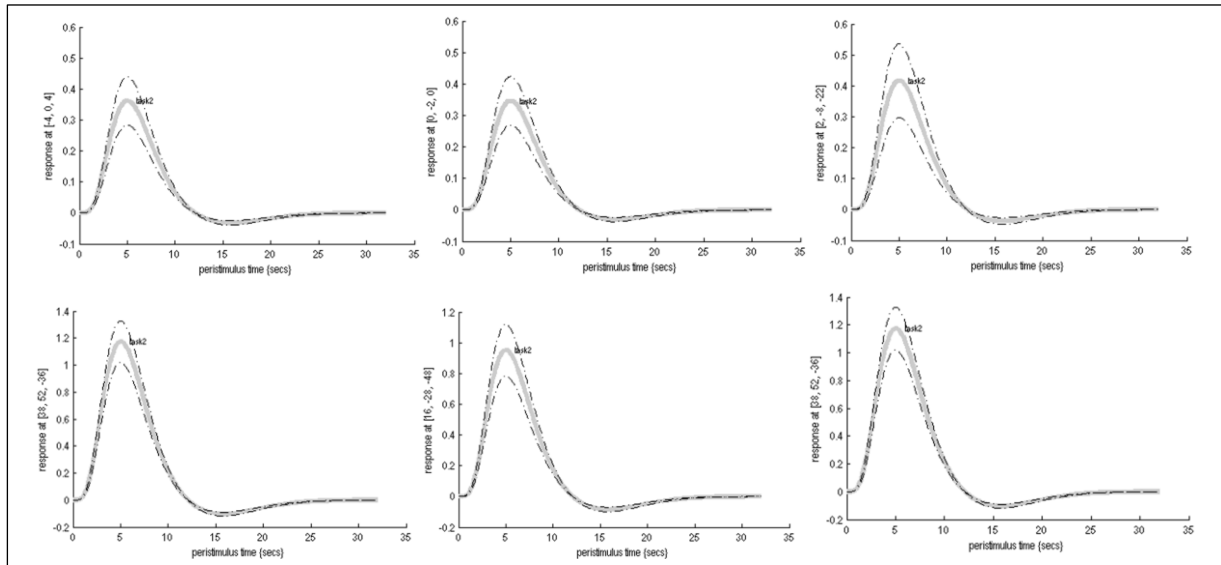 0.6
0.5
0.4
0.3
0.2
0.1
0
-0.1
response at [-4, 0, 4]
task2
0 5 10 15 20 25 30 35
peristimulus time {secs}
0.6
0.5
0.4
0.3
0.2
0.1
0
-0.1
response at [0, -2, 0]
task2
0 5 10 15 20 25 30 35
peristimulus time {secs}
0.6
0.5
0.4
0.3
0.2
0.1
0
-0.1
response at [2, -8, -22]
task2
0 5 10 15 20 25 30 35
peristimulus time {secs}
1.4
1.2
1
0.8
0.6
0.4
0.2
0
-0.2
response at [38, 52, -36]
task2
0 5 10 15 20 25 30 35
peristimulus time {secs}
1.2
1
0.8
0.6
0.4
0.2
0
-0.2
response at [16, -28, -48]
task2
0 5 10 15 20 25 30 35
peristimulus time {secs}
1.4
1.2
1
0.8
0.6
0.4
0.2
0
-0.2
response at [38, 52, -36]
task2
0 5 10 15 20 25 30 35
peristimulus time {secs}